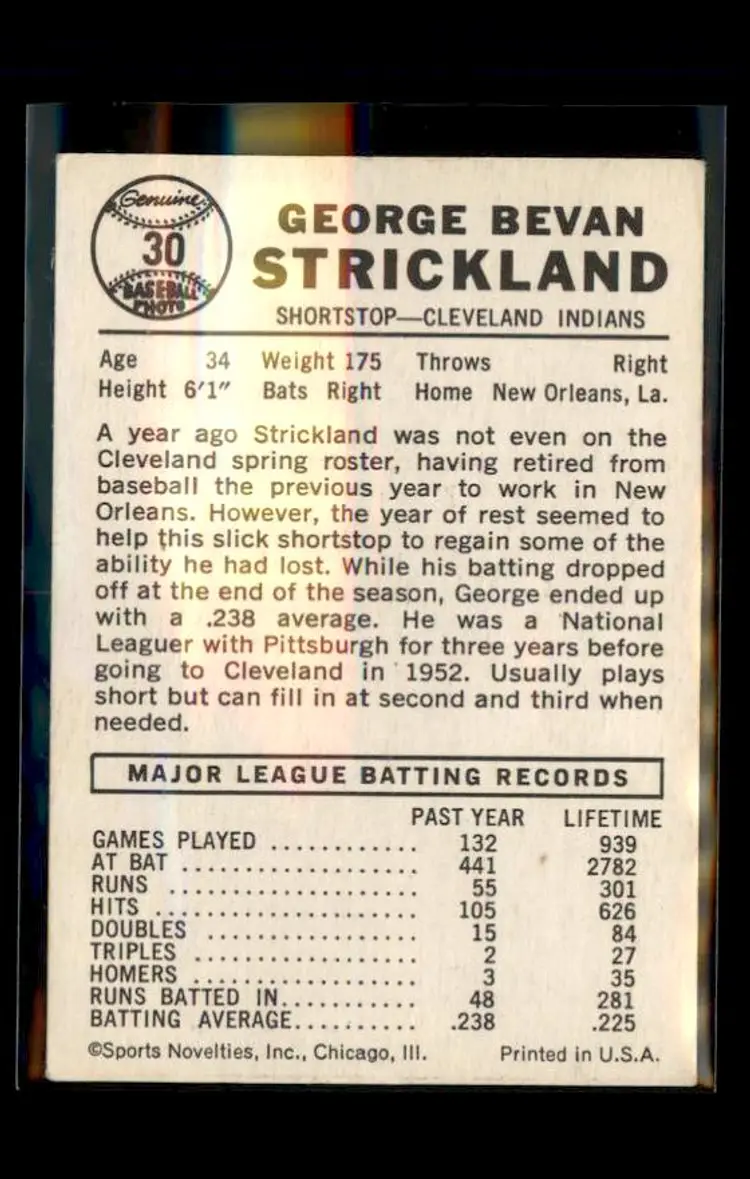 Genuine
30
BASEBALL
PHOTO
GEORGE BEVAN
STRICKLAND
SHORTSTOP—CLEVELAND INDIANS
Age 34 Weight 175 Throws Right
Height 6'1" Bats Right Home New Orleans, La.
A year ago Strickland was not even on the
Cleveland spring roster, having retired from
baseball the previous year to work in New
Orleans. However, the year of rest seemed to
help this slick shortstop to regain some of the
ability he had lost. While his batting dropped
off at the end of the season, George ended up
with a .238 average. He was a National
Leaguer with Pittsburgh for three years before
going to Cleveland in 1952. Usually plays
short but can fill in at second and third when
needed.
MAJOR LEAGUE BATTING RECORDS
PAST YEAR LIFETIME
GAMES PLAYED ............ 132 939
AT BAT ................... 441 2782
RUNS .................... 55 301
HITS ..................... 105 626
DOUBLES ................. 15 84
TRIPLES .................. 2 27
HOMERS .................. 3 35
RUNS BATTED IN........... 48 281
BATTING AVERAGE.......... .238 .225
©Sports Novelties, Inc., Chicago, Ill. Printed in U.S.A.